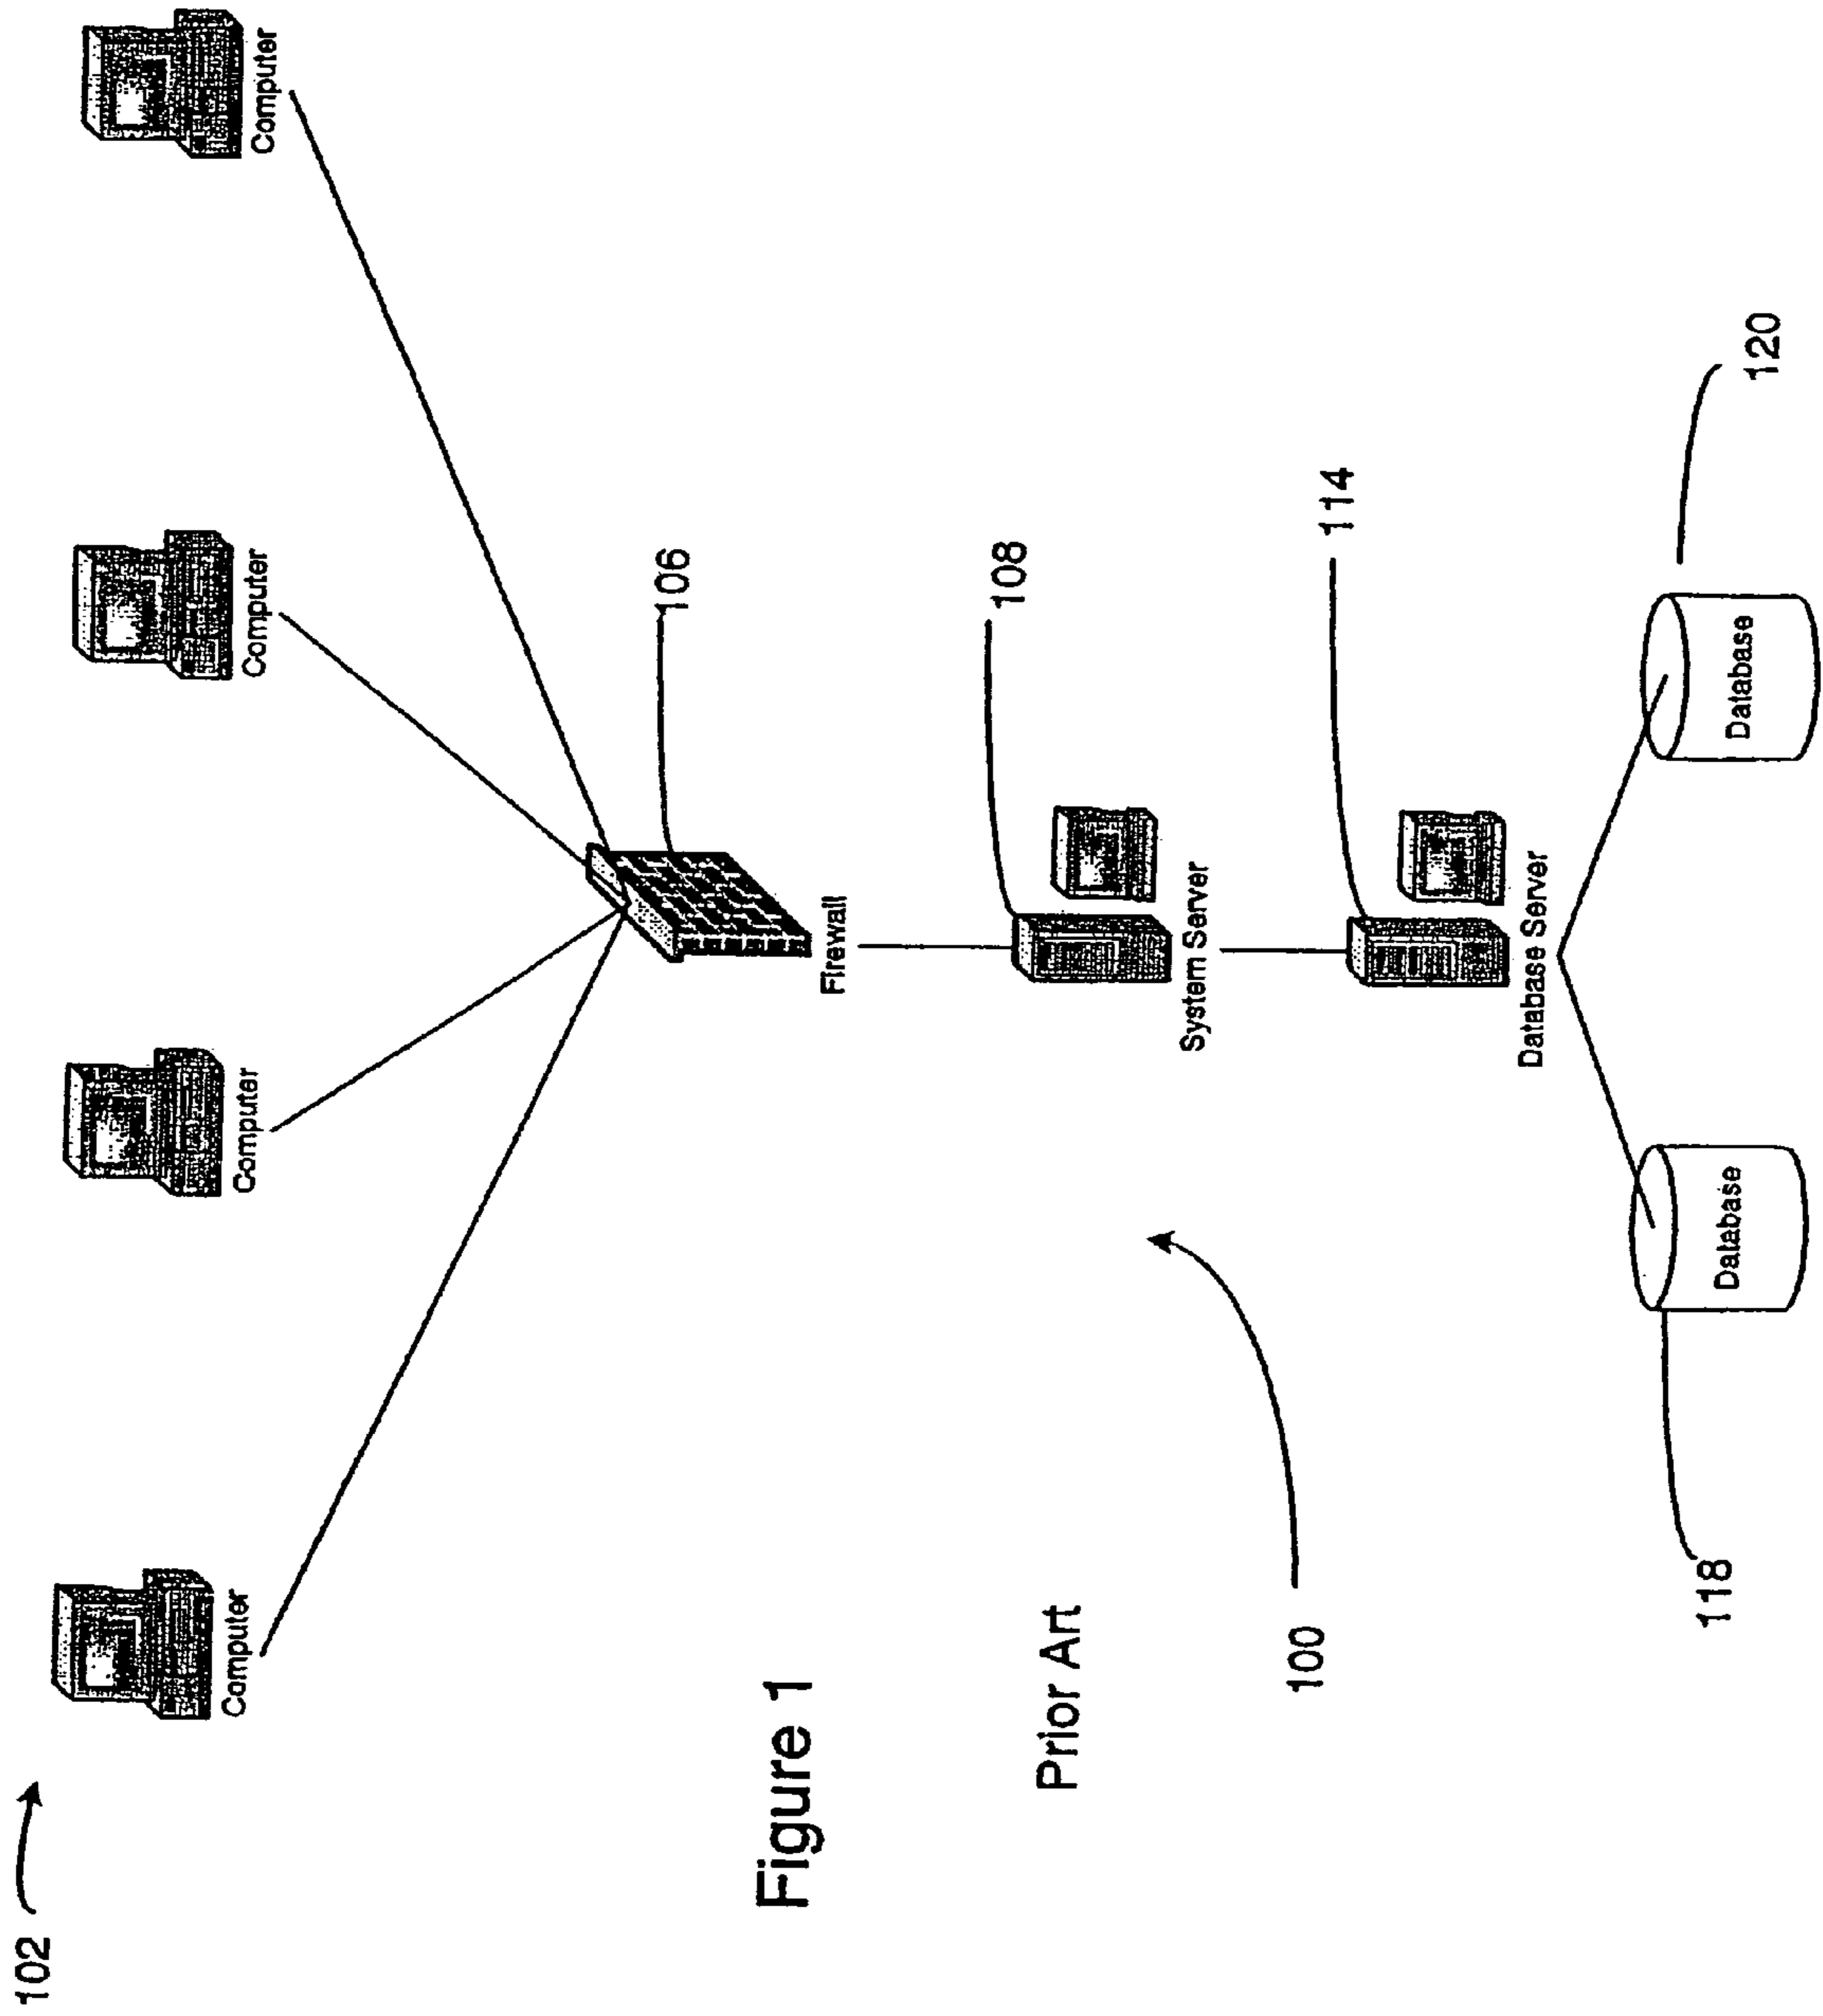 102
Computer
Computer
Computer
Computer
106
Firewall
108
System Server
114
Database Server
118
Database
Database
120
100
Figure 1
Prior Art